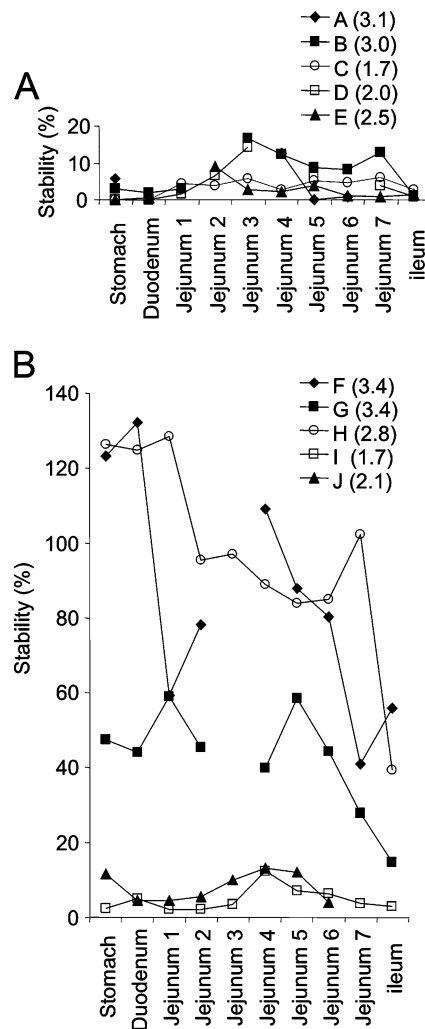 A
A (3.1)
B (3.0)
C (1.7)
D (2.0)
E (2.5)
Stability (%)
20
10
0
Stomach
Duodenum
Jejunum 1
Jejunum 2
Jejunum 3
Jejunum 4
Jejunum 5
Jejunum 6
Jejunum 7
ileum
B
F (3.4)
G (3.4)
H (2.8)
I (1.7)
J (2.1)
Stability (%)
140
120
100
80
60
40
20
0
Stomach
Duodenum
Jejunum 1
Jejunum 2
Jejunum 3
Jejunum 4
Jejunum 5
Jejunum 6
Jejunum 7
ileum